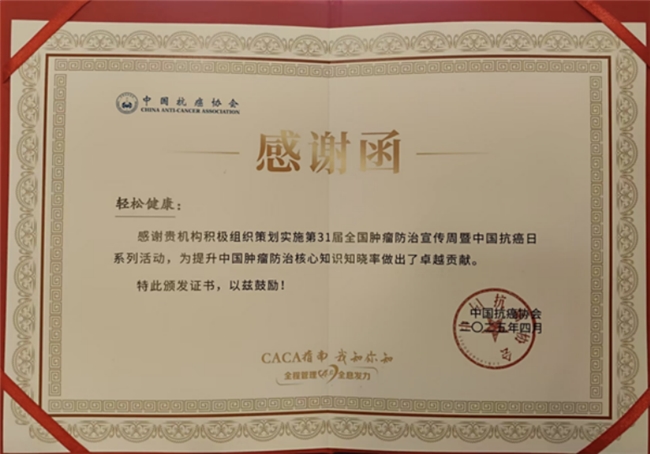 中国抗癌协会
CHINA ANTI-CANCER ASSOCIATION
感谢函
轻松健康：
感谢贵机构积极组织策划实施第31届全国肿瘤防治宣传周暨中国抗癌日
系列活动，为提升中国肿瘤防治核心知识知晓率做出了卓越贡献。
特此颁发证书，以兹鼓励！
中国抗癌协会
二〇二五年四月
CACA指南 我知你知
全程管理 全息发力